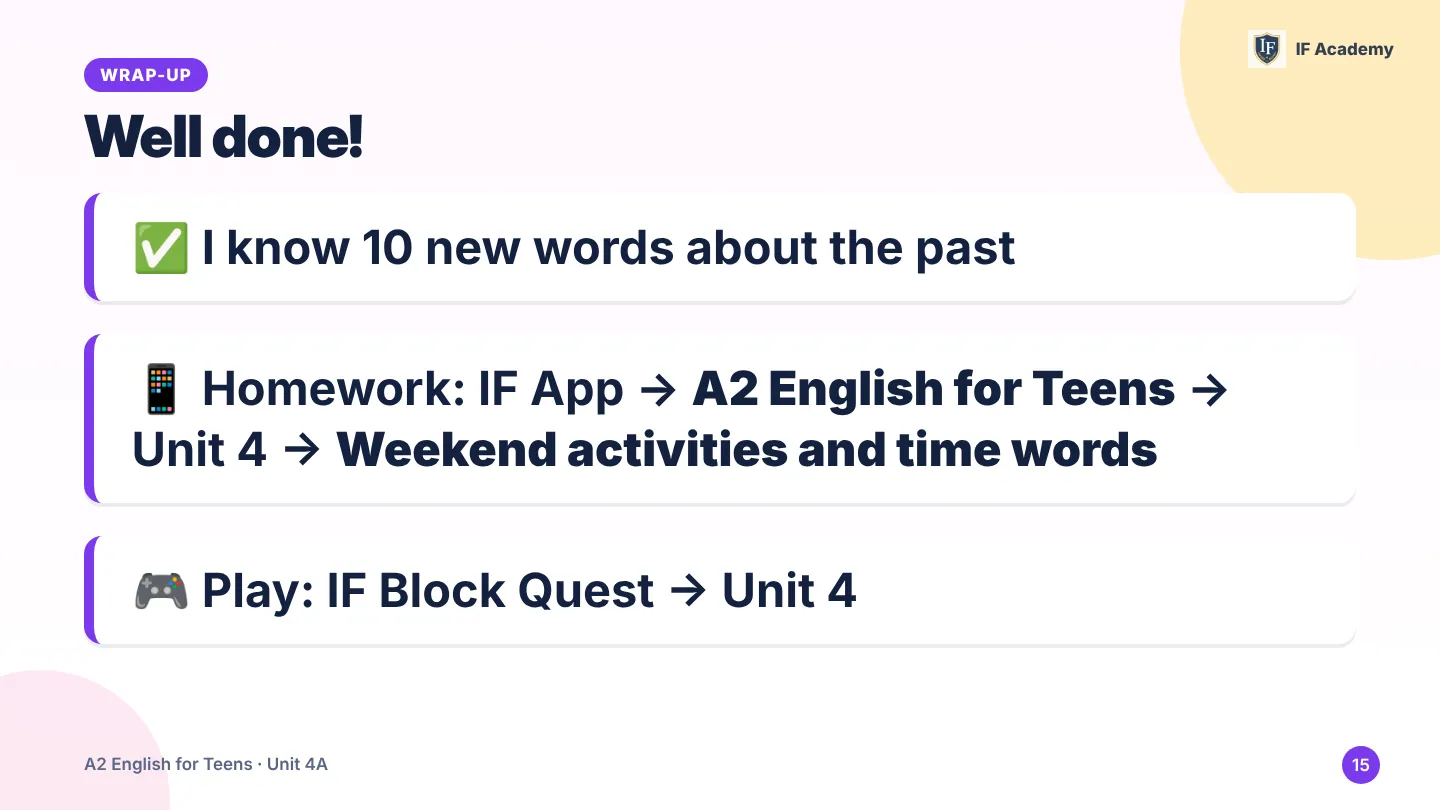 IF Academy
WRAP-UP
Well done!
✅ I know 10 new words about the past
📱 Homework: IF App → A2 English for Teens →
Unit 4 → Weekend activities and time words
🎮 Play: IF Block Quest → Unit 4
A2 English for Teens · Unit 4A
15